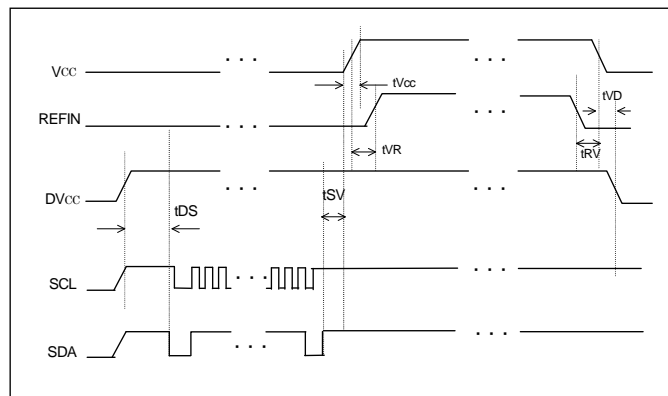 Vcc
tVcc
tVD
REFIN
tVR
tRV
DVcc
tDS
tSV
SCL
SDA